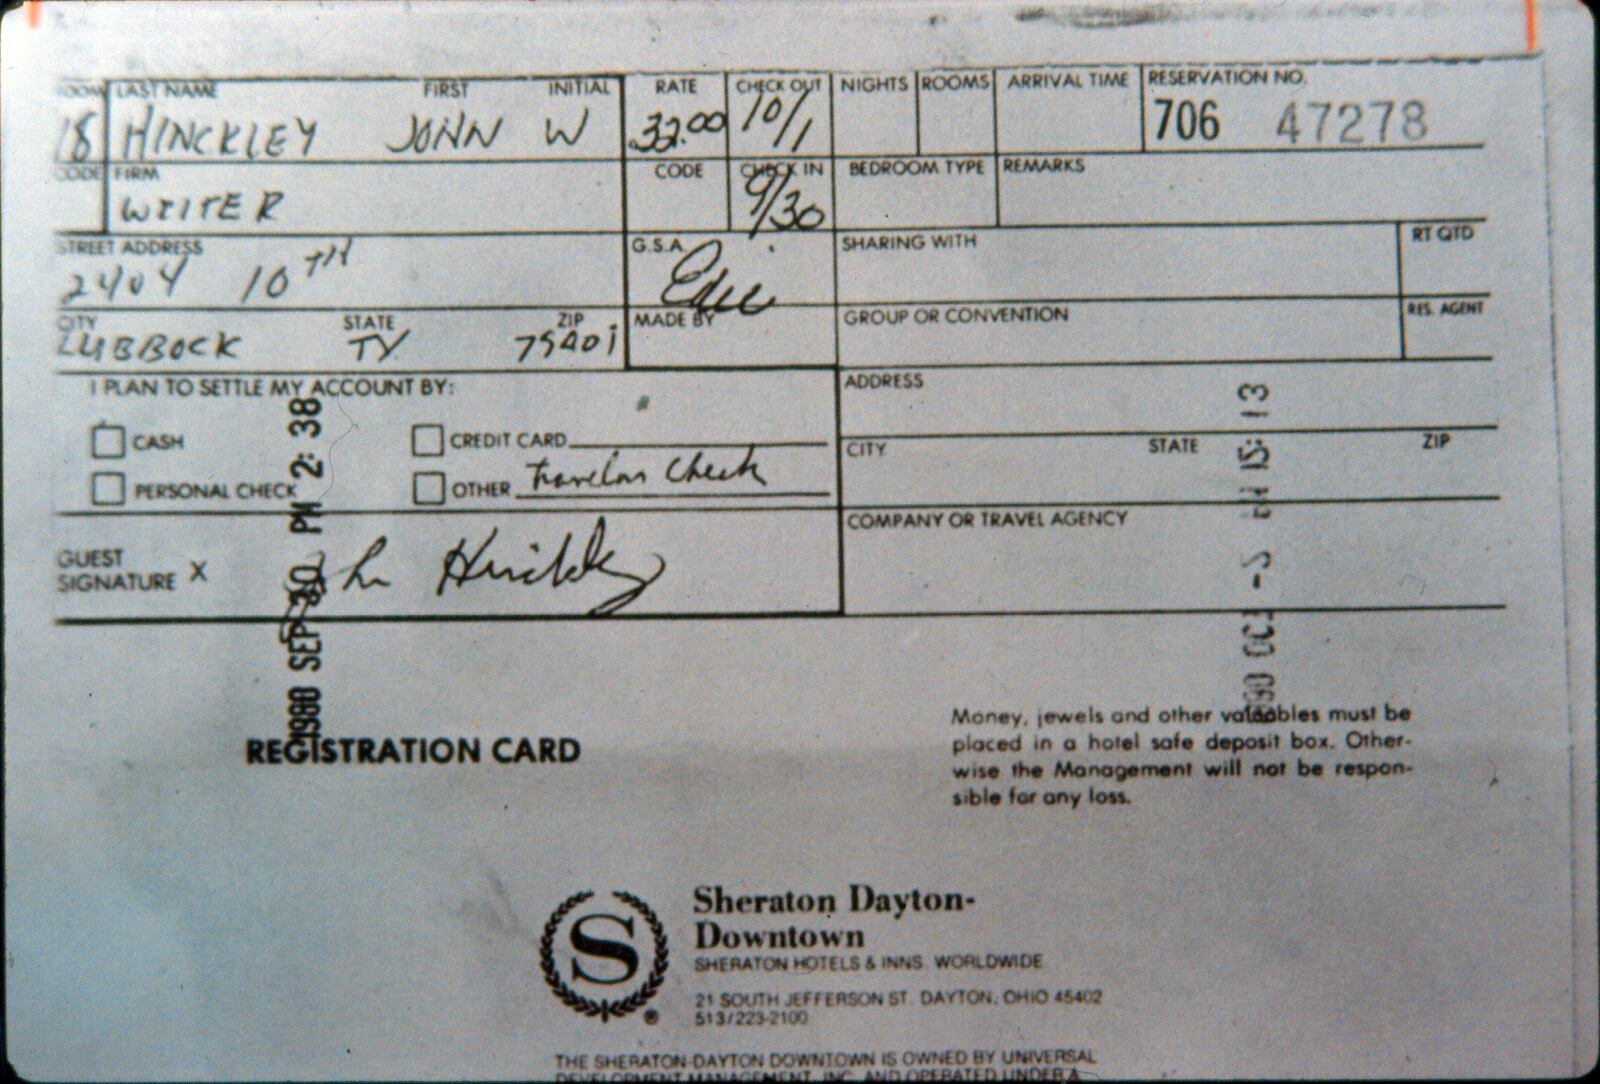 ROOM LAST NAME FIRST INITIAL RATE CHECK OUT NIGHTS ROOMS ARRIVAL TIME RESERVATION NO.
18 HINCKLEY JOHN W 32.00 10/1 706 47278
CODE FIRM CODE CHECK IN BEDROOM TYPE REMARKS
WRITER 9/30
STREET ADDRESS G.S.A. SHARING WITH RT QTD
2404 10TH
CITY STATE ZIP MADE BY GROUP OR CONVENTION RES. AGENT
LUBBOCK TX 79401
I PLAN TO SETTLE MY ACCOUNT BY: ADDRESS
CASH CREDIT CARD CITY STATE ZIP
PERSONAL CHECK OTHER Travelers Check
COMPANY OR TRAVEL AGENCY
GUEST
SIGNATURE X Hinckley
1980 SEP 30 PM 2:38
REGISTRATION CARD
Money, jewels and other valuables must be
placed in a hotel safe deposit box. Other-
wise the Management will not be respon-
sible for any loss.
S
Sheraton Dayton-
Downtown
SHERATON HOTELS & INNS, WORLDWIDE
21 SOUTH JEFFERSON ST. DAYTON, OHIO 45402
513/223-2100
THE SHERATON-DAYTON DOWNTOWN IS OWNED BY UNIVERSAL
DEVELOPMENT MANAGEMENT, INC. AND OPERATED UNDER A